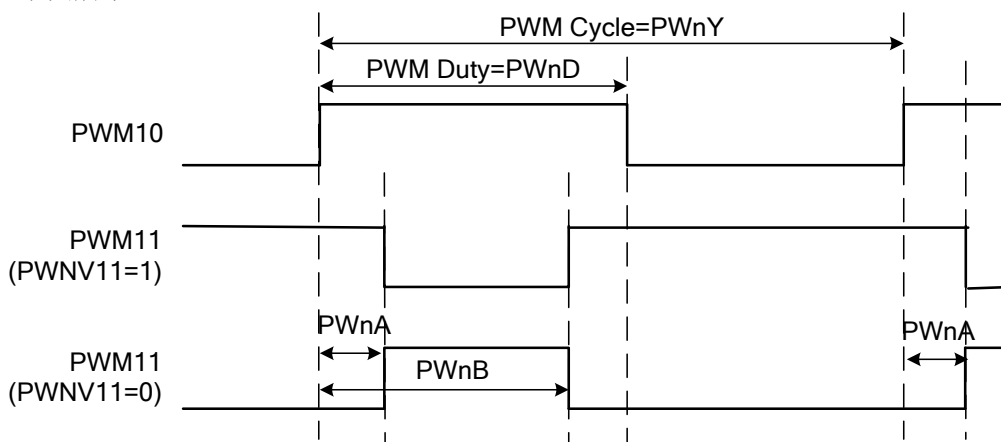 PWM Cycle=PWnY
PWM Duty=PWnD
PWM10
PWM11
(PWNV11=1)
PWnA
PWnA
PWM11
(PWNV11=0)
PWnB